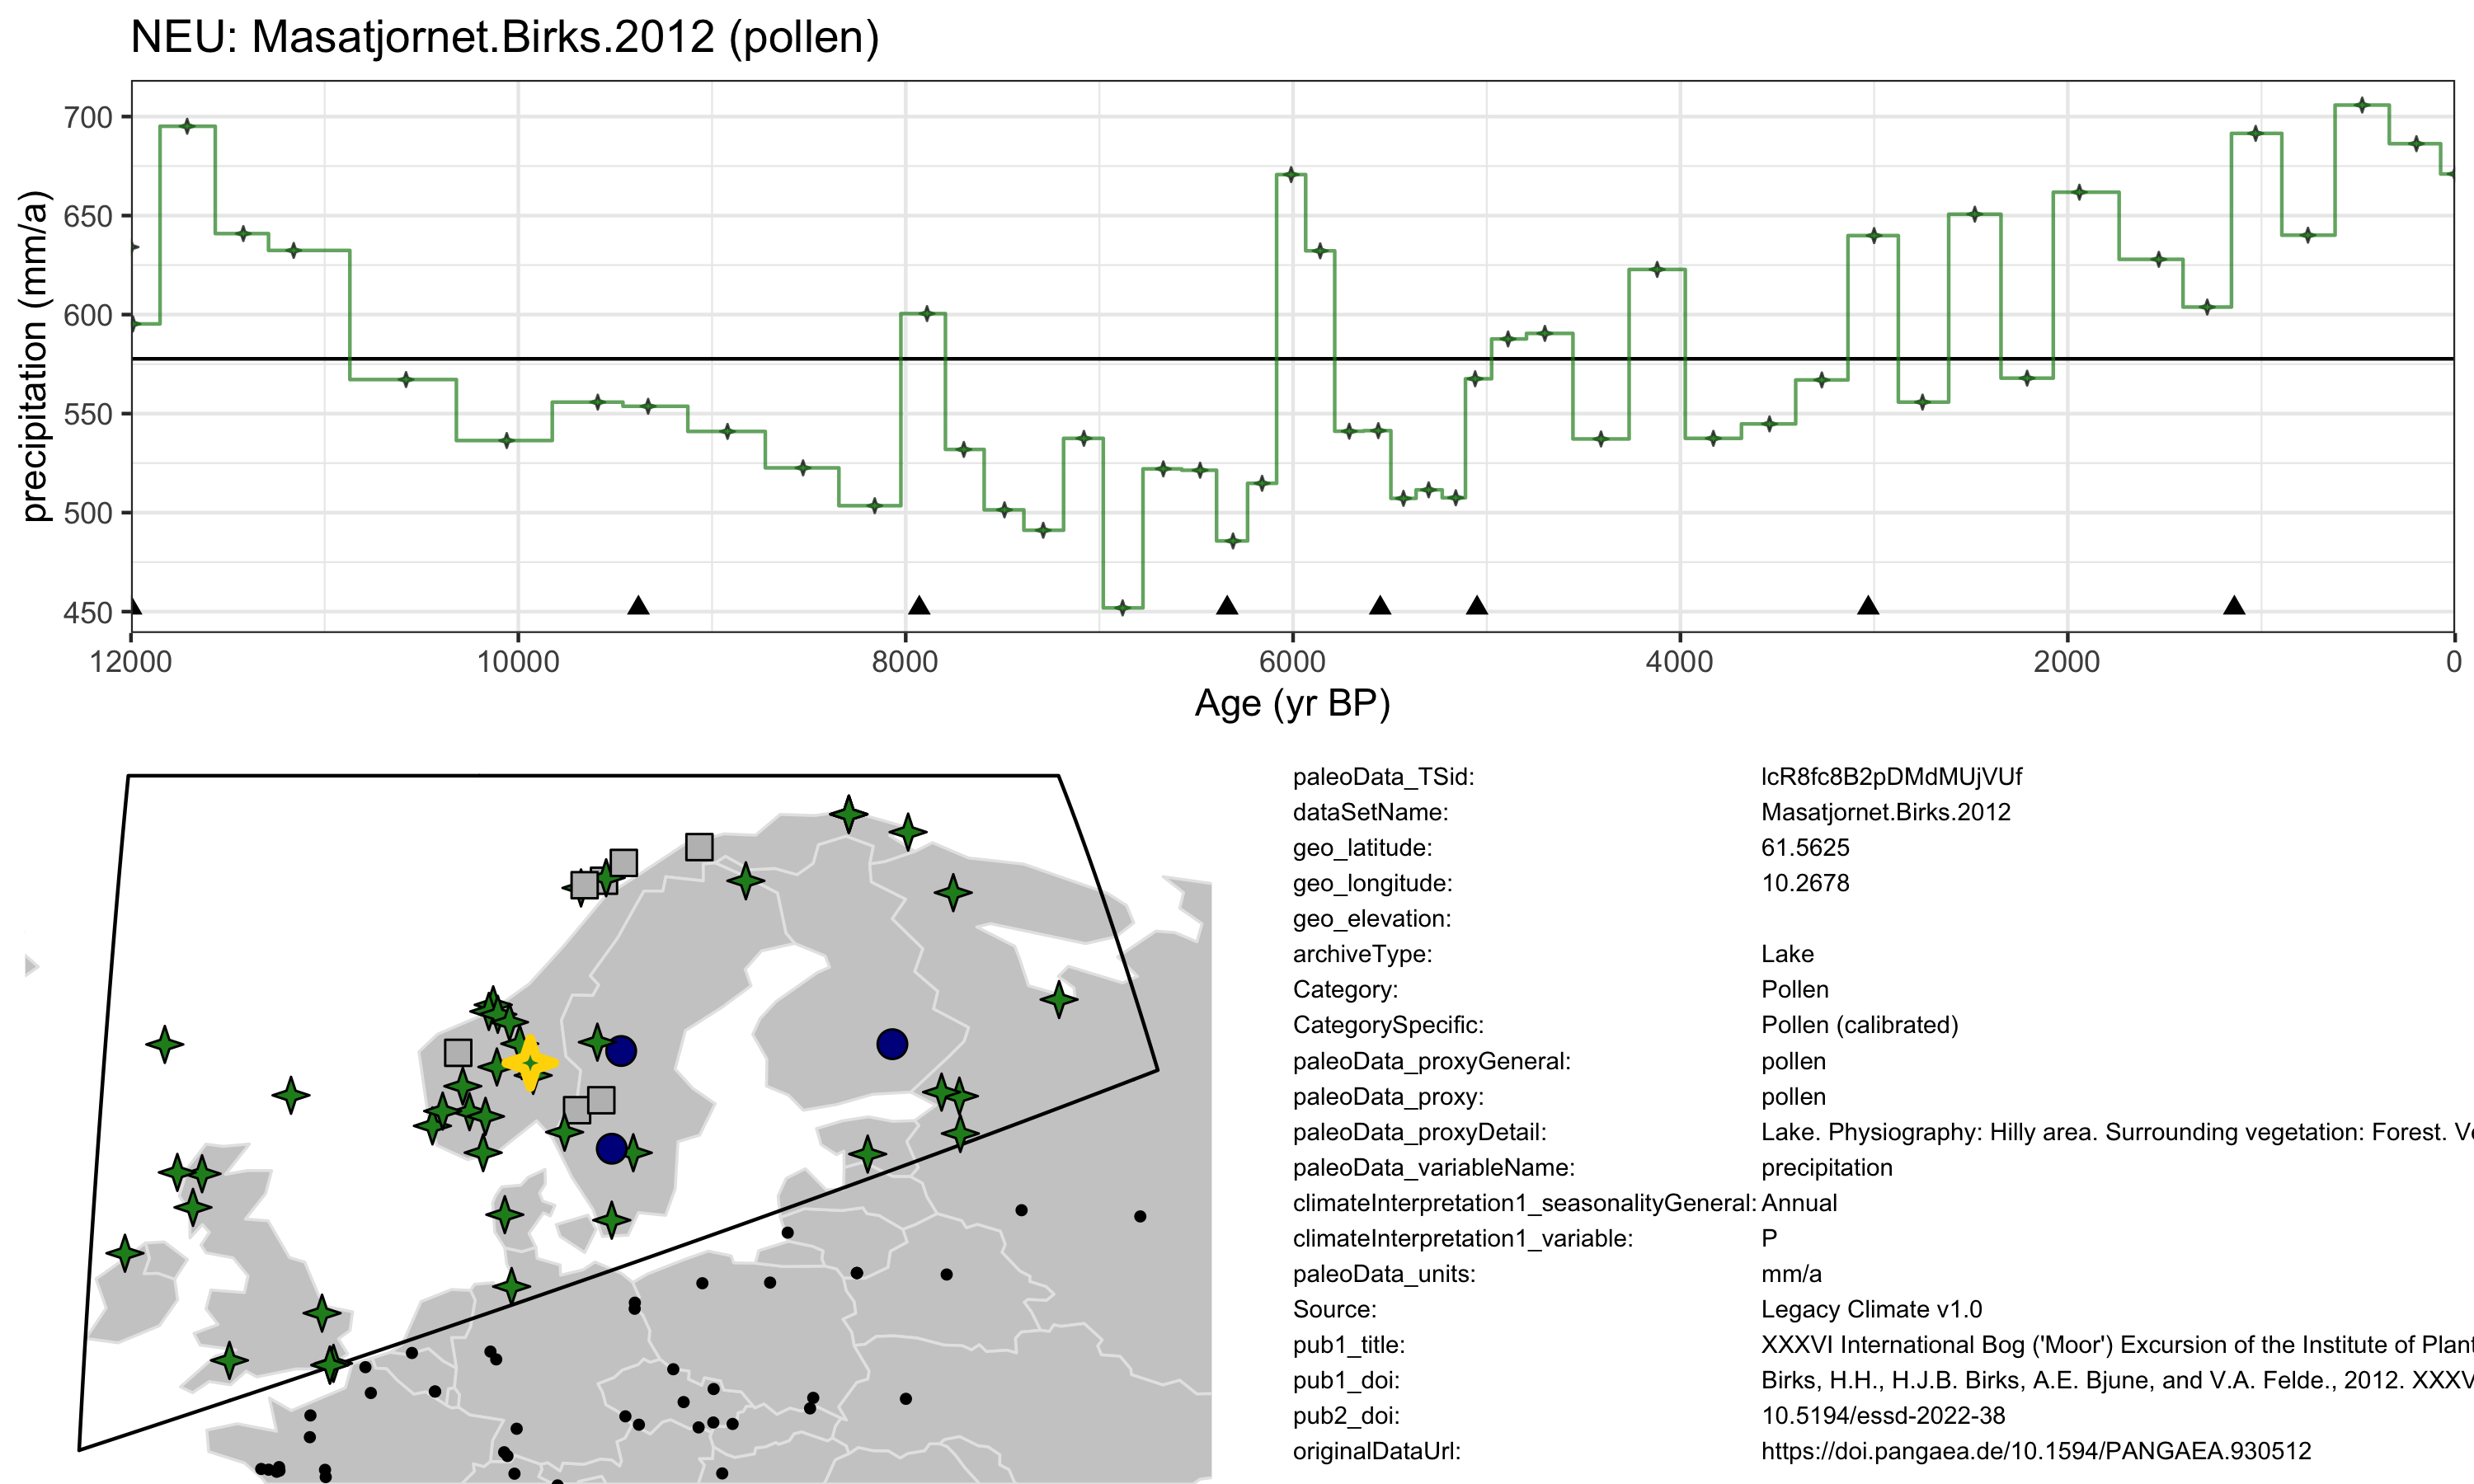 NEU: Masatjornet.Birks.2012 (pollen)
precipitation (mm/a)
700
650
600
550
500
450
12000 10000 8000 6000 4000 2000 0
Age (yr BP)
paleoData_TSid: lcR8fc8B2pDMdMUjVUf
dataSetName: Masatjornet.Birks.2012
geo_latitude: 61.5625
geo_longitude: 10.2678
geo_elevation:
archiveType: Lake
Category: Pollen
CategorySpecific: Pollen (calibrated)
paleoData_proxyGeneral: pollen
paleoData_proxy: pollen
paleoData_proxyDetail: Lake. Physiography: Hilly area. Surrounding vegetation: Forest.
paleoData_variableName: precipitation
climateInterpretation1_seasonalityGeneral: Annual
climateInterpretation1_variable: P
paleoData_units: mm/a
Source: Legacy Climate v1.0
pub1_title: XXXVI International Bog ('Moor') Excursion of the Institute of Plant
pub1_doi: Birks, H.H., H.J.B. Birks, A.E. Bjune, and V.A. Felde., 2012. XXXV
pub2_doi: 10.5194/essd-2022-38
originalDataUrl: https://doi.pangaea.de/10.1594/PANGAEA.930512